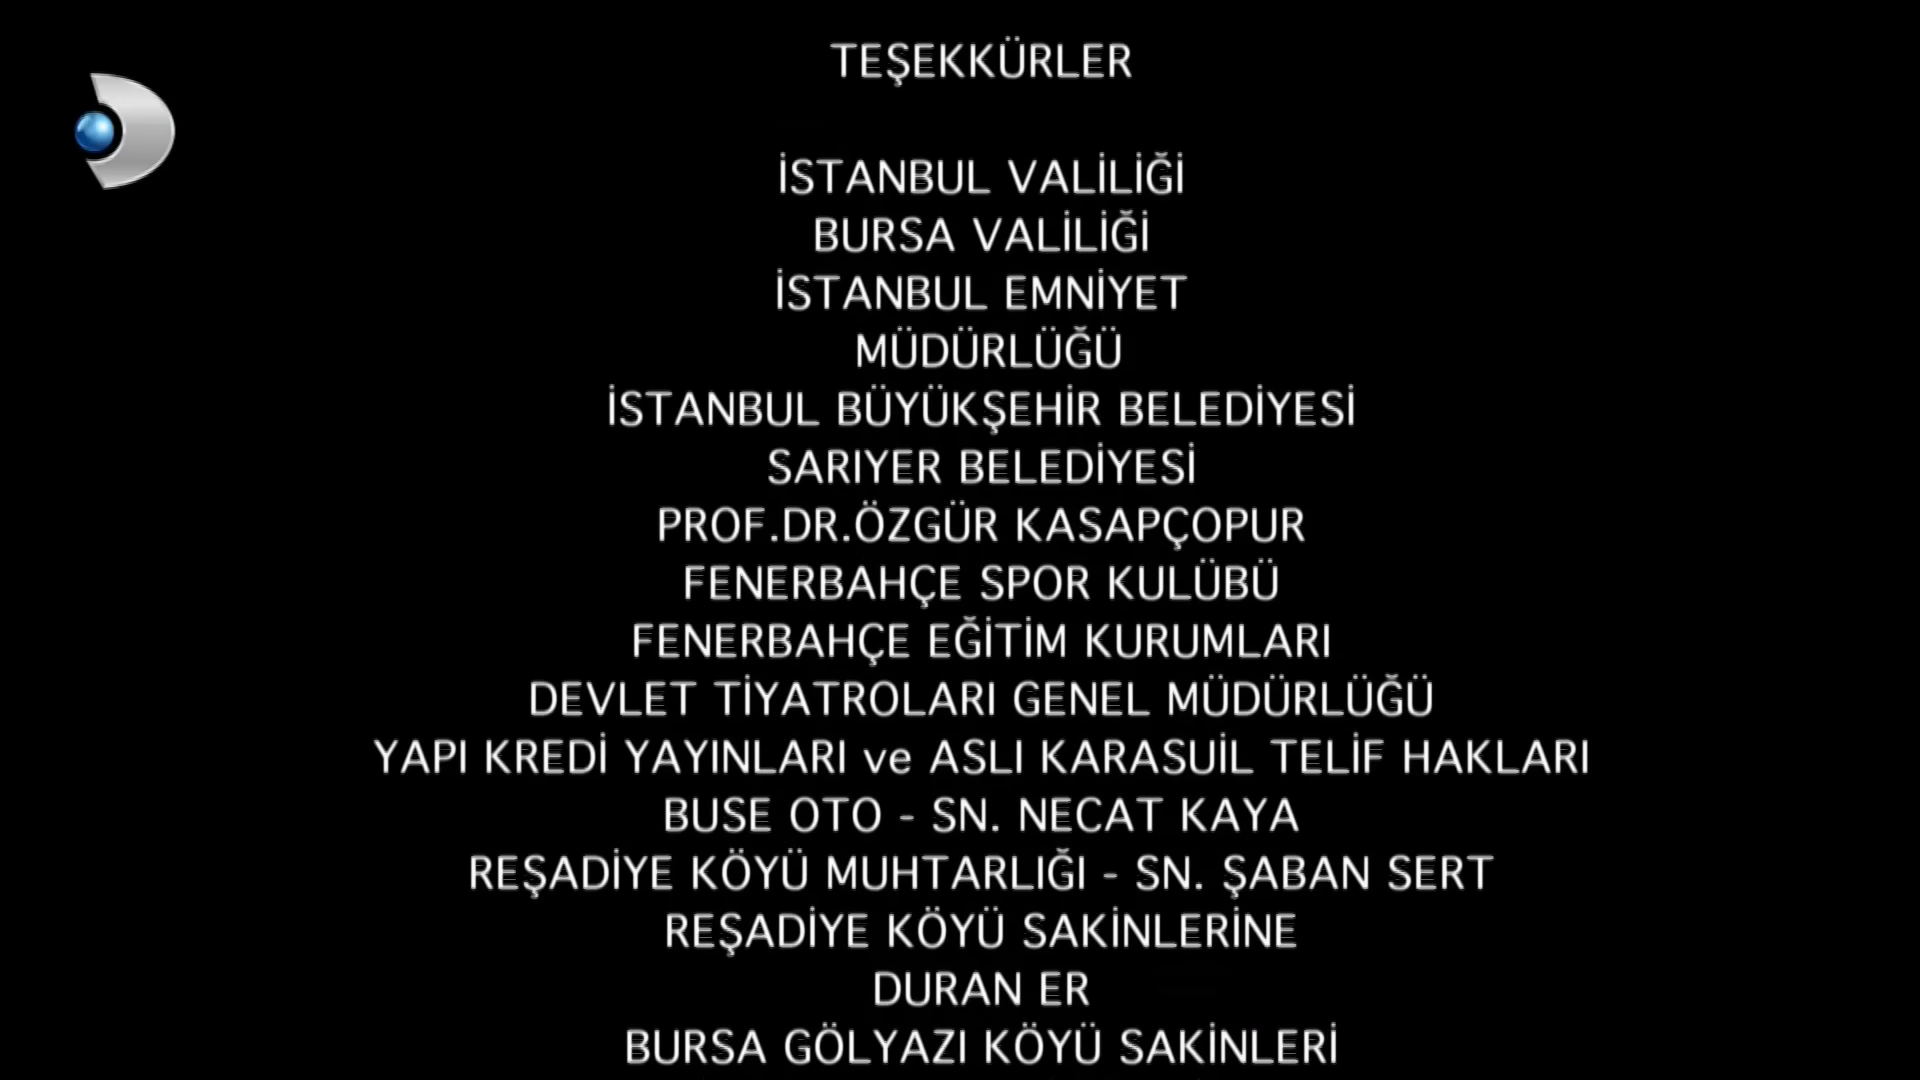 TEŞEKKÜRLER
İSTANBUL VALİLİĞİ
BURSA VALİLİĞİ
İSTANBUL EMNİYET
MÜDÜRLÜĞÜ
İSTANBUL BÜYÜKŞEHİR BELEDİYESİ
SARIYER BELEDİYESİ
PROF.DR.ÖZGÜR KASAPÇOPUR
FENERBAHÇE SPOR KULÜBÜ
FENERBAHÇE EĞİTİM KURUMLARI
DEVLET TİYATROLARI GENEL MÜDÜRLÜĞÜ
YAPI KREDİ YAYINLARI ve ASLI KARASUİL TELİF HAKLARI
BUSE OTO - SN. NECAT KAYA
REŞADİYE KÖYÜ MUHTARLIĞI - SN. ŞABAN SERT
REŞADİYE KÖYÜ SAKİNLERİNE
DURAN ER
BURSA GÖLYAZI KÖYÜ SAKİNLERİ